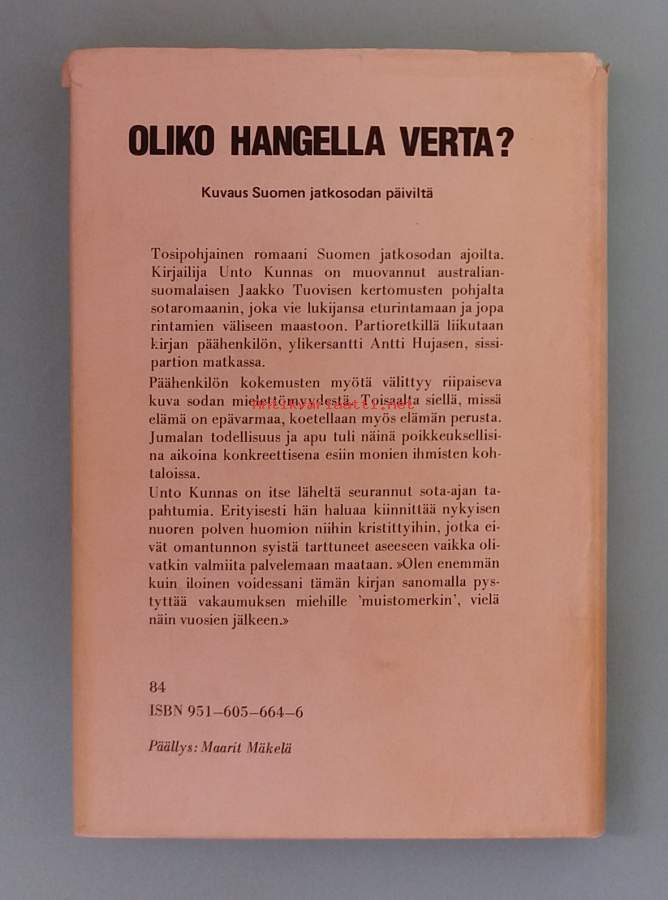 OLIKO HANGELLA VERTA?
Kuvaus Suomen jatkosodan päiviltä
Tosipohjainen romaani Suomen jatkosodan ajoilta.
Kirjailija Unto Kunnas on muovannut australian-
suomalaisen Jaakko Tuovisen kertomusten pohjalta
sotaromaanin, joka vie lukijansa eturintamaan ja jopa
rintamien väliseen maastoon. Partioretkillä liikutaan
kirjan päähenkilön, ylikersantti Antti Hujasen, sissi-
partion matkassa.
Päähenkilön kokemusten myötä välittyy riipaiseva
kuva sodan mielettömyydestä. Toisaalta siellä, missä
Antikvariaatti.net
elämä on epävarmaa, koetellaan myös elämän perusta.
Jumalan todellisuus ja apu tuli näinä poikkeuksellisi-
na aikoina konkreettisena esiin monien ihmisten koh-
taloissa.
Unto Kunnas on itse läheltä seurannut sota-ajan ta-
pahtumia. Erityisesti hän haluaa kiinnittää nykyisen
nuoren polven huomion niihin kristittyihin, jotka ei-
vät omantunnon syistä tarttuneet aseeseen vaikka oli-
vatkin valmiita palvelemaan maataan. »Olen enemmän
kuin iloinen voidessani tämän kirjan sanomalla pys-
tyttää vakaumuksen miehille 'muistomerkin', vielä
näin vuosien jälkeen.»
84
ISBN 951–605–664–6
Päällys: Maarit Mäkelä